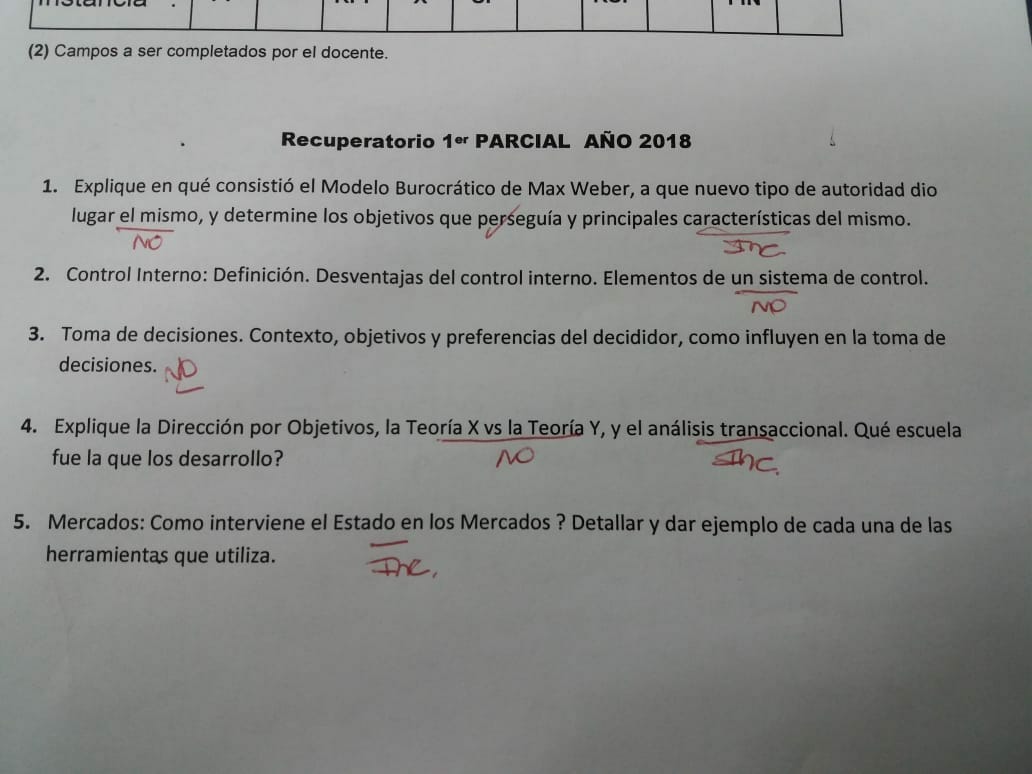 (2) Campos a ser completados por el docente.
Recuperatorio 1er PARCIAL AÑO 2018
1. Explique en qué consistió el Modelo Burocrático de Max Weber, a que nuevo tipo de autoridad dio
lugar el mismo, y determine los objetivos que perseguía y principales características del mismo.
NO Inc
2. Control Interno: Definición. Desventajas del control interno. Elementos de un sistema de control.
NO
3. Toma de decisiones. Contexto, objetivos y preferencias del decididor, como influyen en la toma de
decisiones. NO
4. Explique la Dirección por Objetivos, la Teoría X vs la Teoría Y, y el análisis transaccional. Qué escuela
fue la que los desarrollo?
NO Inc.
5. Mercados: Como interviene el Estado en los Mercados ? Detallar y dar ejemplo de cada una de las
herramientas que utiliza.
Inc.